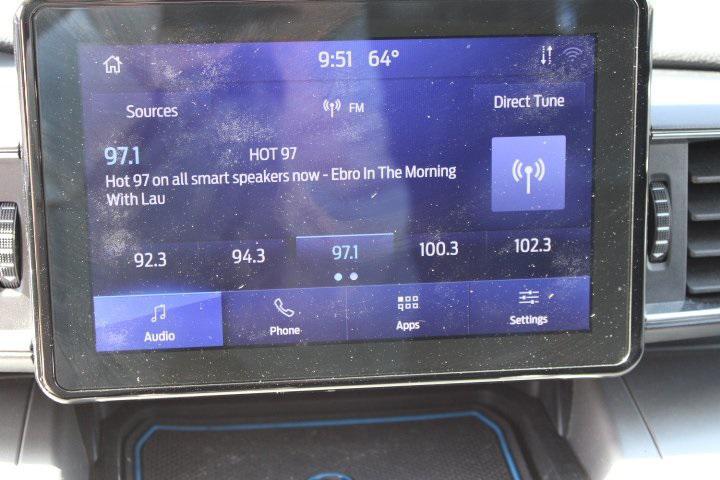 9:51 64°
Sources FM Direct Tune
97.1 HOT 97
Hot 97 on all smart speakers now - Ebro In The Morning
With Lau
92.3 94.3 97.1 100.3 102.3
Audio Phone Apps Settings